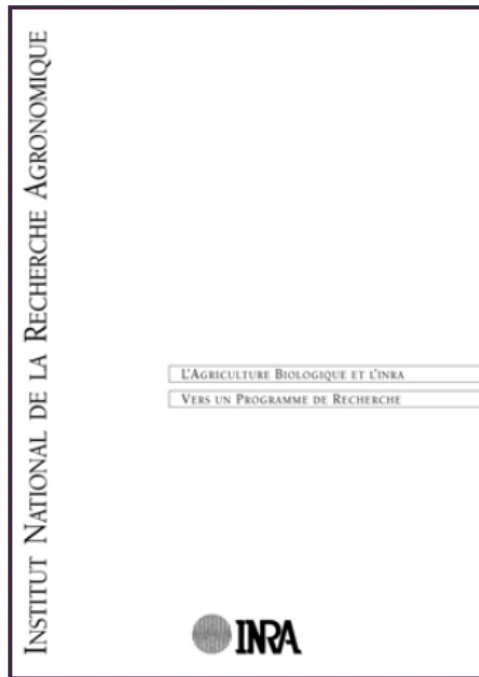 INSTITUT NATIONAL DE LA RECHERCHE AGRONOMIQUE
L'AGRICULTURE BIOLOGIQUE ET L'INRA
VERS UN PROGRAMME DE RECHERCHE
INRA